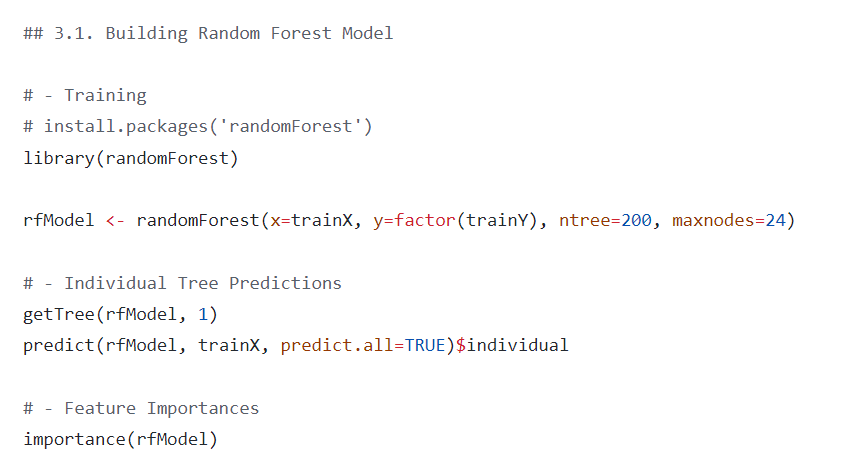 ## 3.1. Building Random Forest Model
# - Training
# install.packages('randomForest')
library(randomForest)
rfModel <- randomForest(x=trainX, y=factor(trainY), ntree=200, maxnodes=24)
# - Individual Tree Predictions
getTree(rfModel, 1)
predict(rfModel, trainX, predict.all=TRUE)$individual
# - Feature Importances
importance(rfModel)